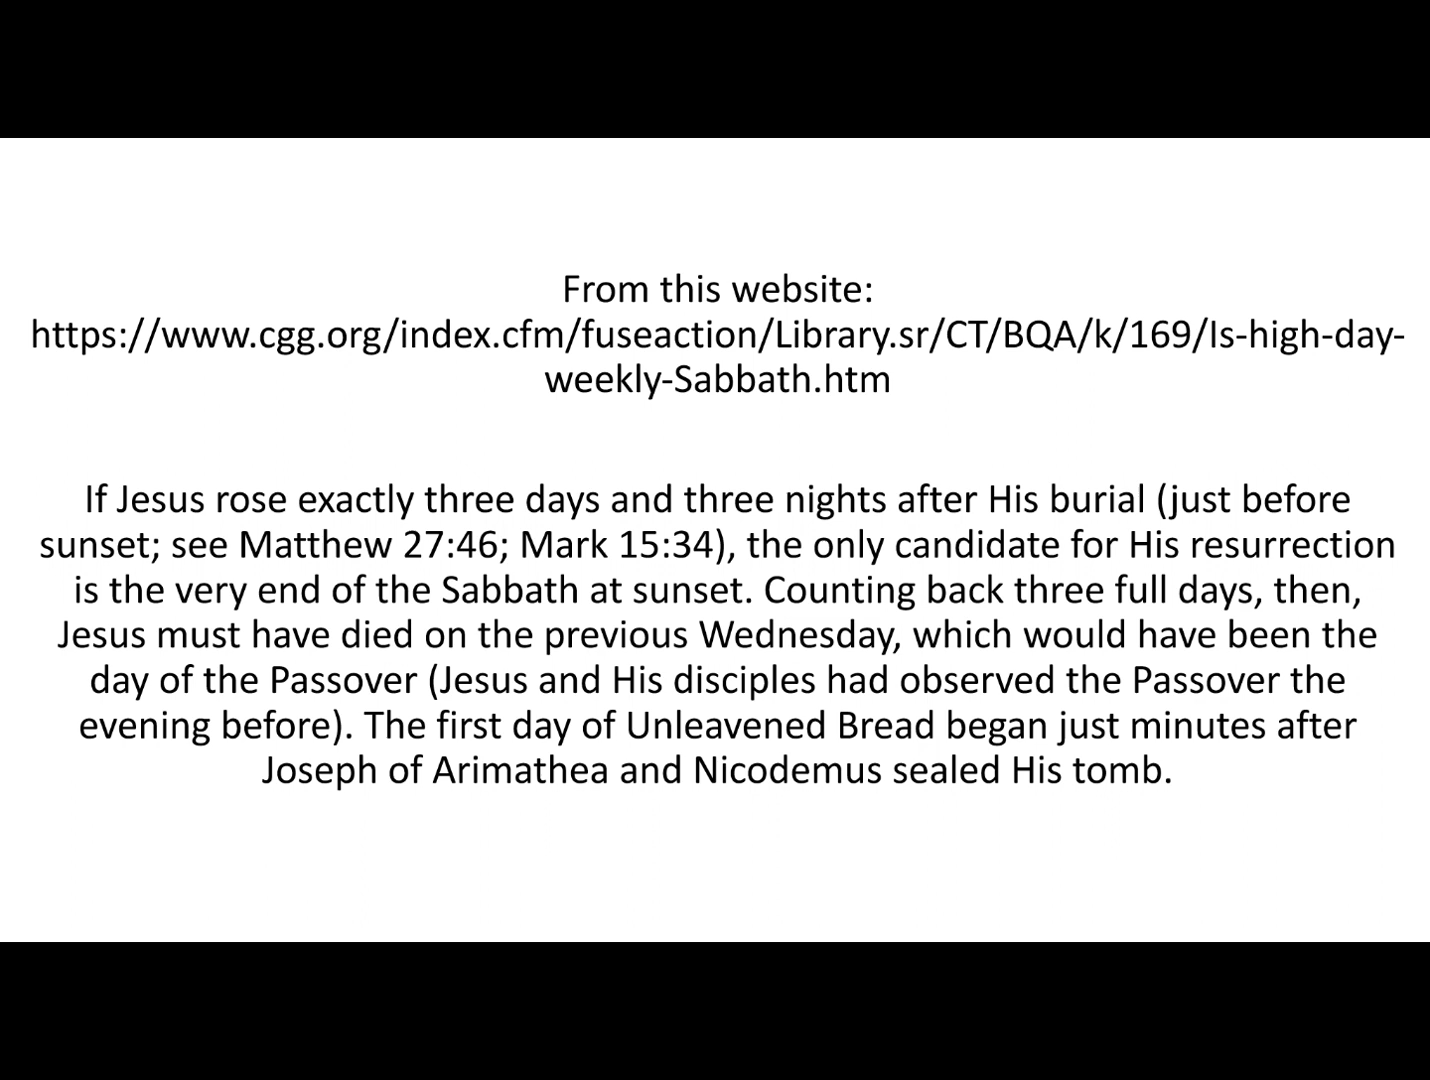 From this website:
https://www.cgg.org/index.cfm/fuseaction/Library.sr/CT/BQA/k/169/Is-high-day-
weekly-Sabbath.htm
If Jesus rose exactly three days and three nights after His burial (just before
sunset; see Matthew 27:46; Mark 15:34), the only candidate for His resurrection
is the very end of the Sabbath at sunset. Counting back three full days, then,
Jesus must have died on the previous Wednesday, which would have been the
day of the Passover (Jesus and His disciples had observed the Passover the
evening before). The first day of Unleavened Bread began just minutes after
Joseph of Arimathea and Nicodemus sealed His tomb.